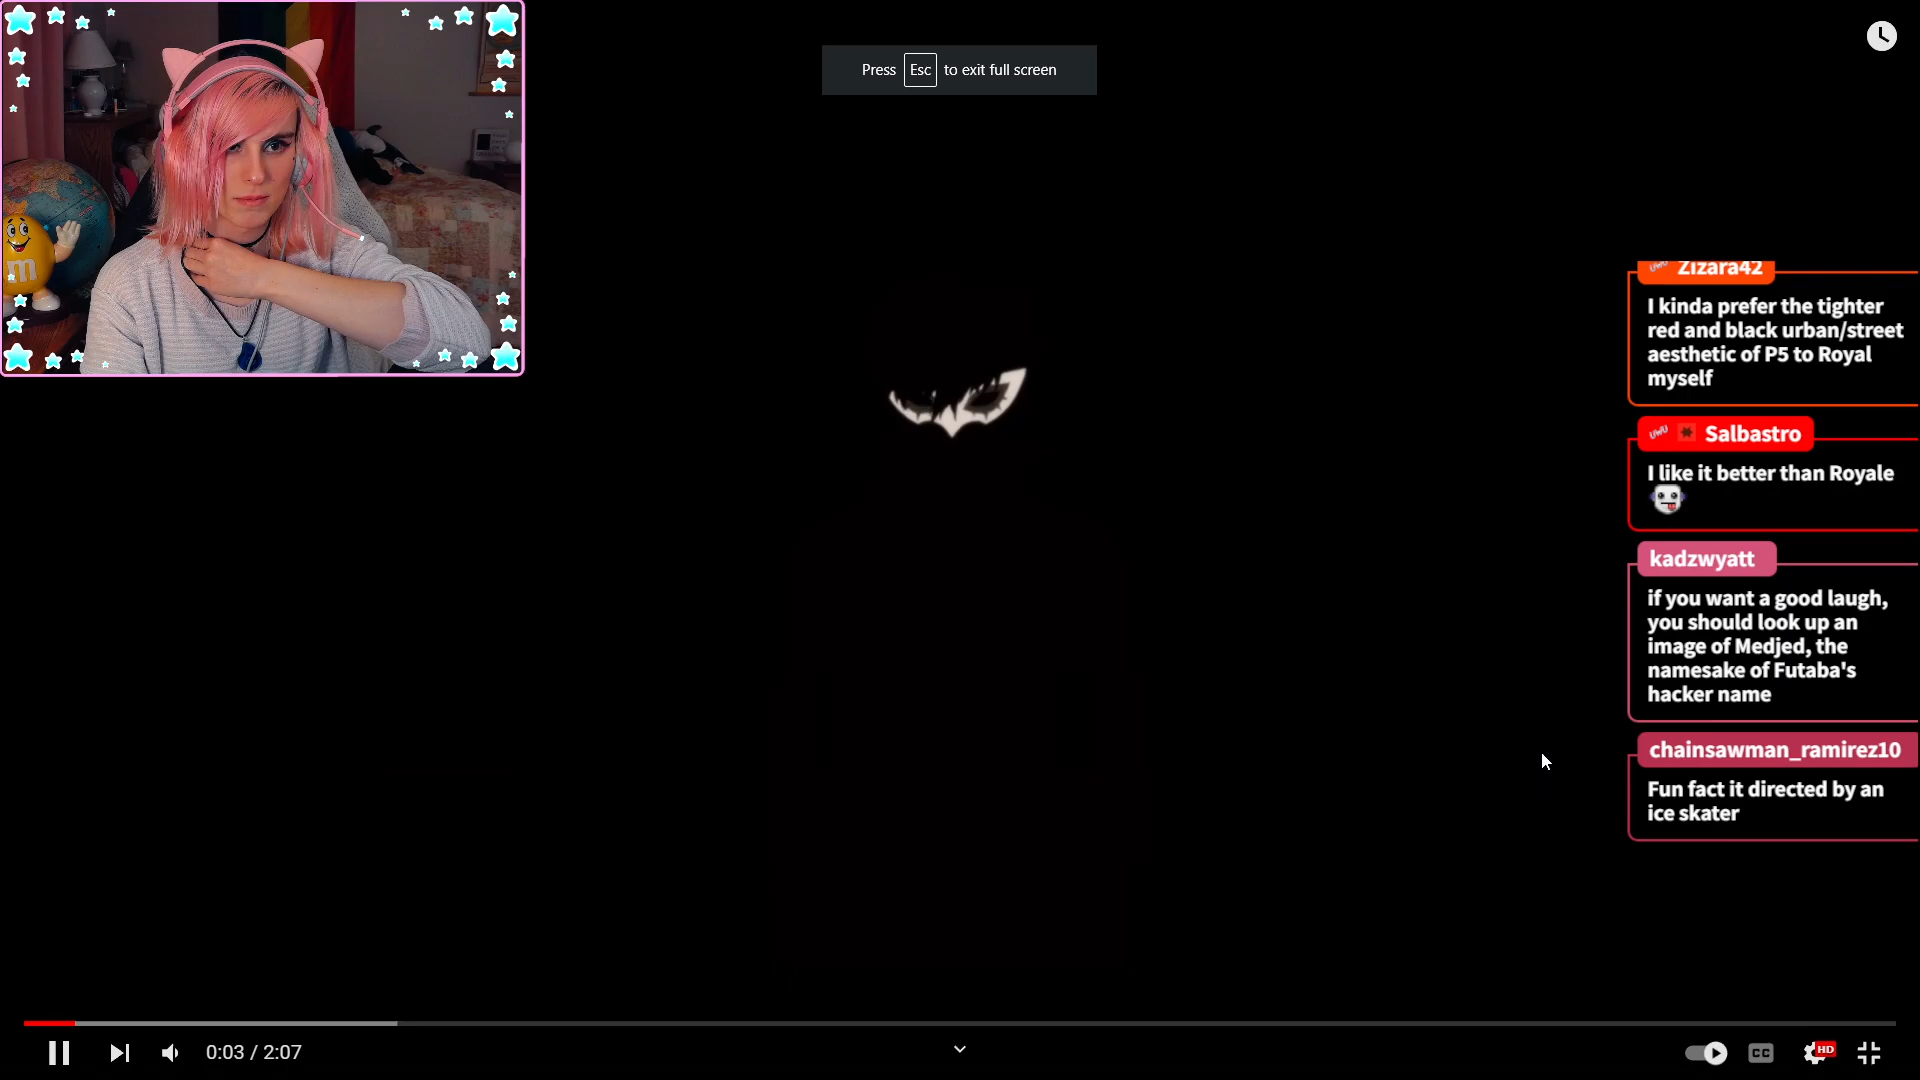 Press Esc to exit full screen
m
UWU Zizara42
I kinda prefer the tighter
red and black urban/street
aesthetic of P5 to Royal
myself
UWU Salbastro
I like it better than Royale
kadzwyatt
if you want a good laugh,
you should look up an
image of Medjed, the
namesake of Futaba's
hacker name
chainsawman_ramirez10
Fun fact it directed by an
ice skater
0:03 / 2:07
CC
HD